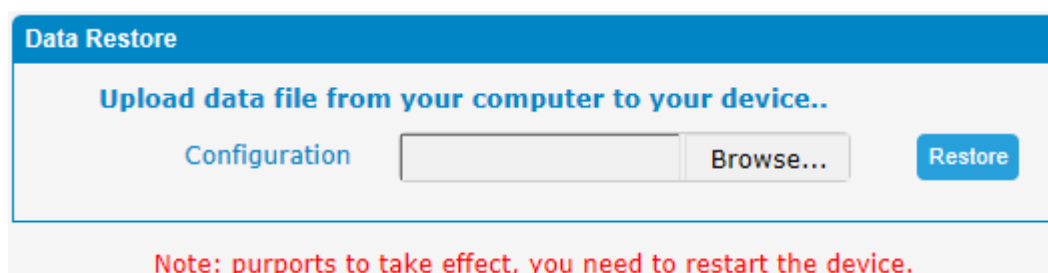 Data Restore
Upload data file from your computer to your device..
Configuration Browse... Restore
Note: purports to take effect, you need to restart the device.